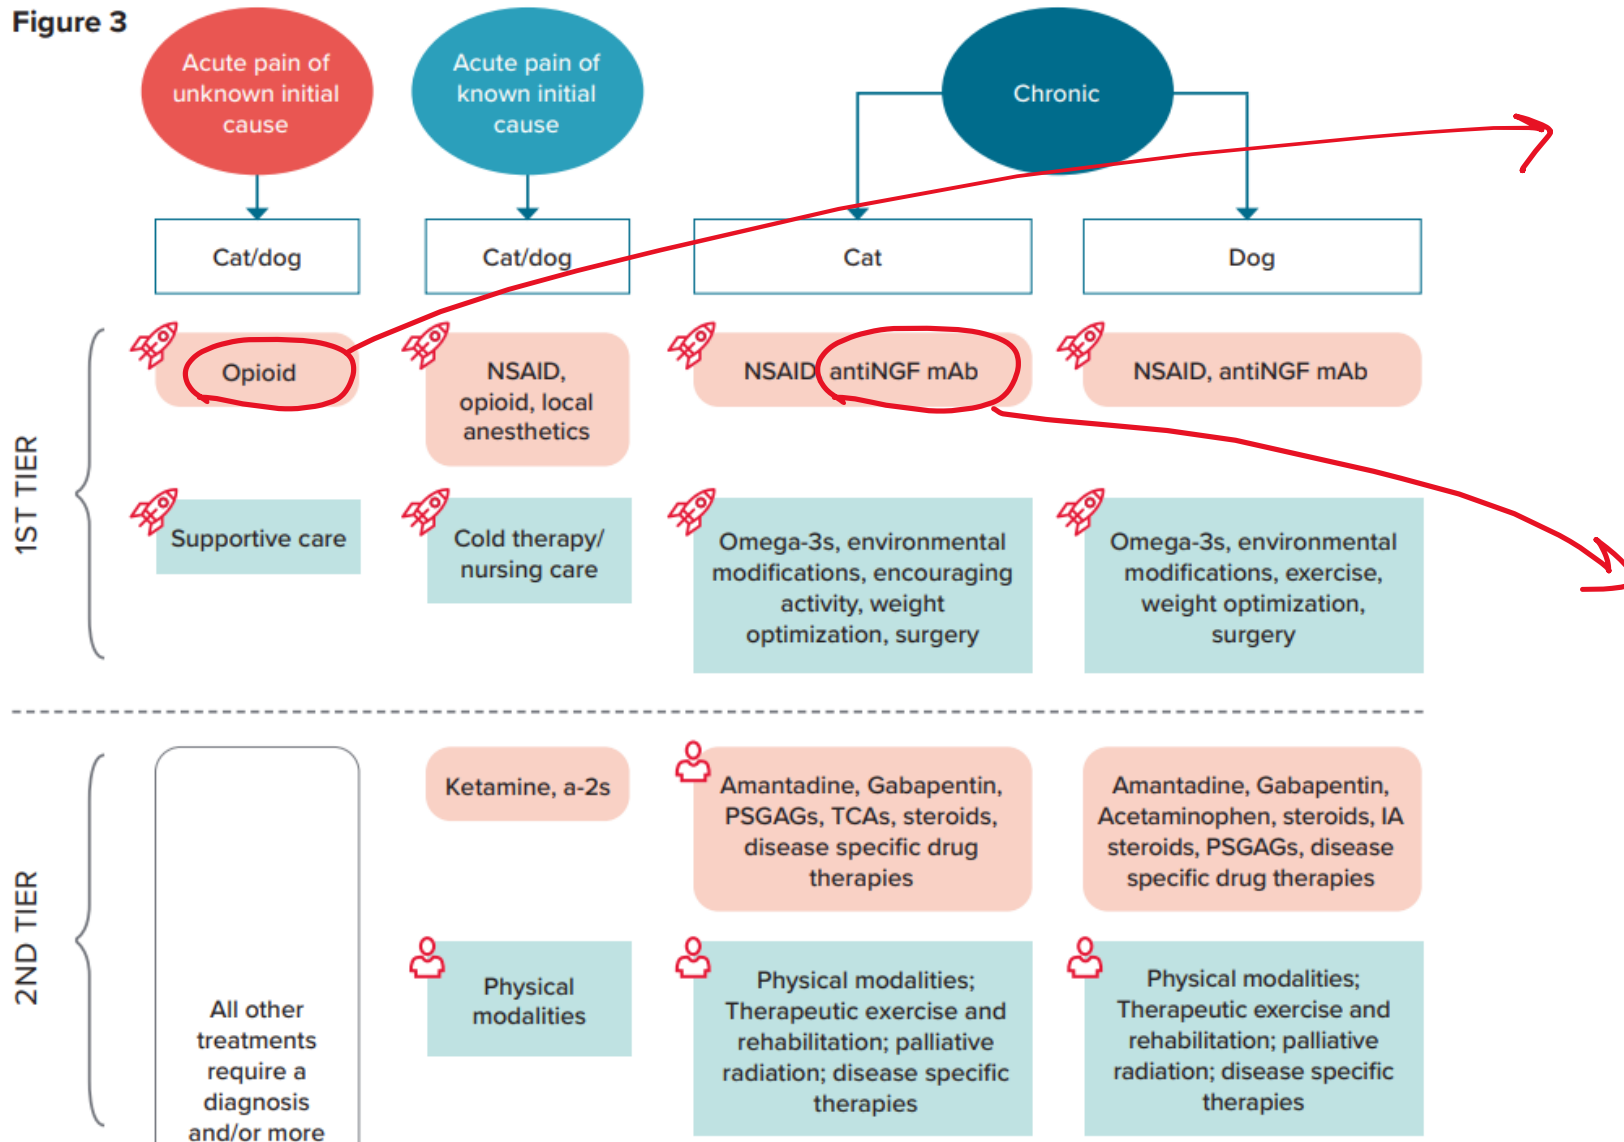 Figure 3
Acute pain of
unknown initial
cause
Acute pain of
known initial
cause
Chronic
Cat/dog
Cat/dog
Cat
Dog
1ST TIER
Opioid
NSAID,
opioid, local
anesthetics
NSAID, antiNGF mAb
NSAID, antiNGF mAb
Supportive care
Cold therapy/
nursing care
Omega-3s, environmental
modifications, encouraging
activity, weight
optimization, surgery
Omega-3s, environmental
modifications, exercise,
weight optimization,
surgery
2ND TIER
All other
treatments
require a
diagnosis
and/or more
Ketamine, a-2s
Amantadine, Gabapentin,
PSGAGs, TCAs, steroids,
disease specific drug
therapies
Amantadine, Gabapentin,
Acetaminophen, steroids, IA
steroids, PSGAGs, disease
specific drug therapies
Physical
modalities
Physical modalities;
Therapeutic exercise and
rehabilitation; palliative
radiation; disease specific
therapies
Physical modalities;
Therapeutic exercise and
rehabilitation; palliative
radiation; disease specific
therapies